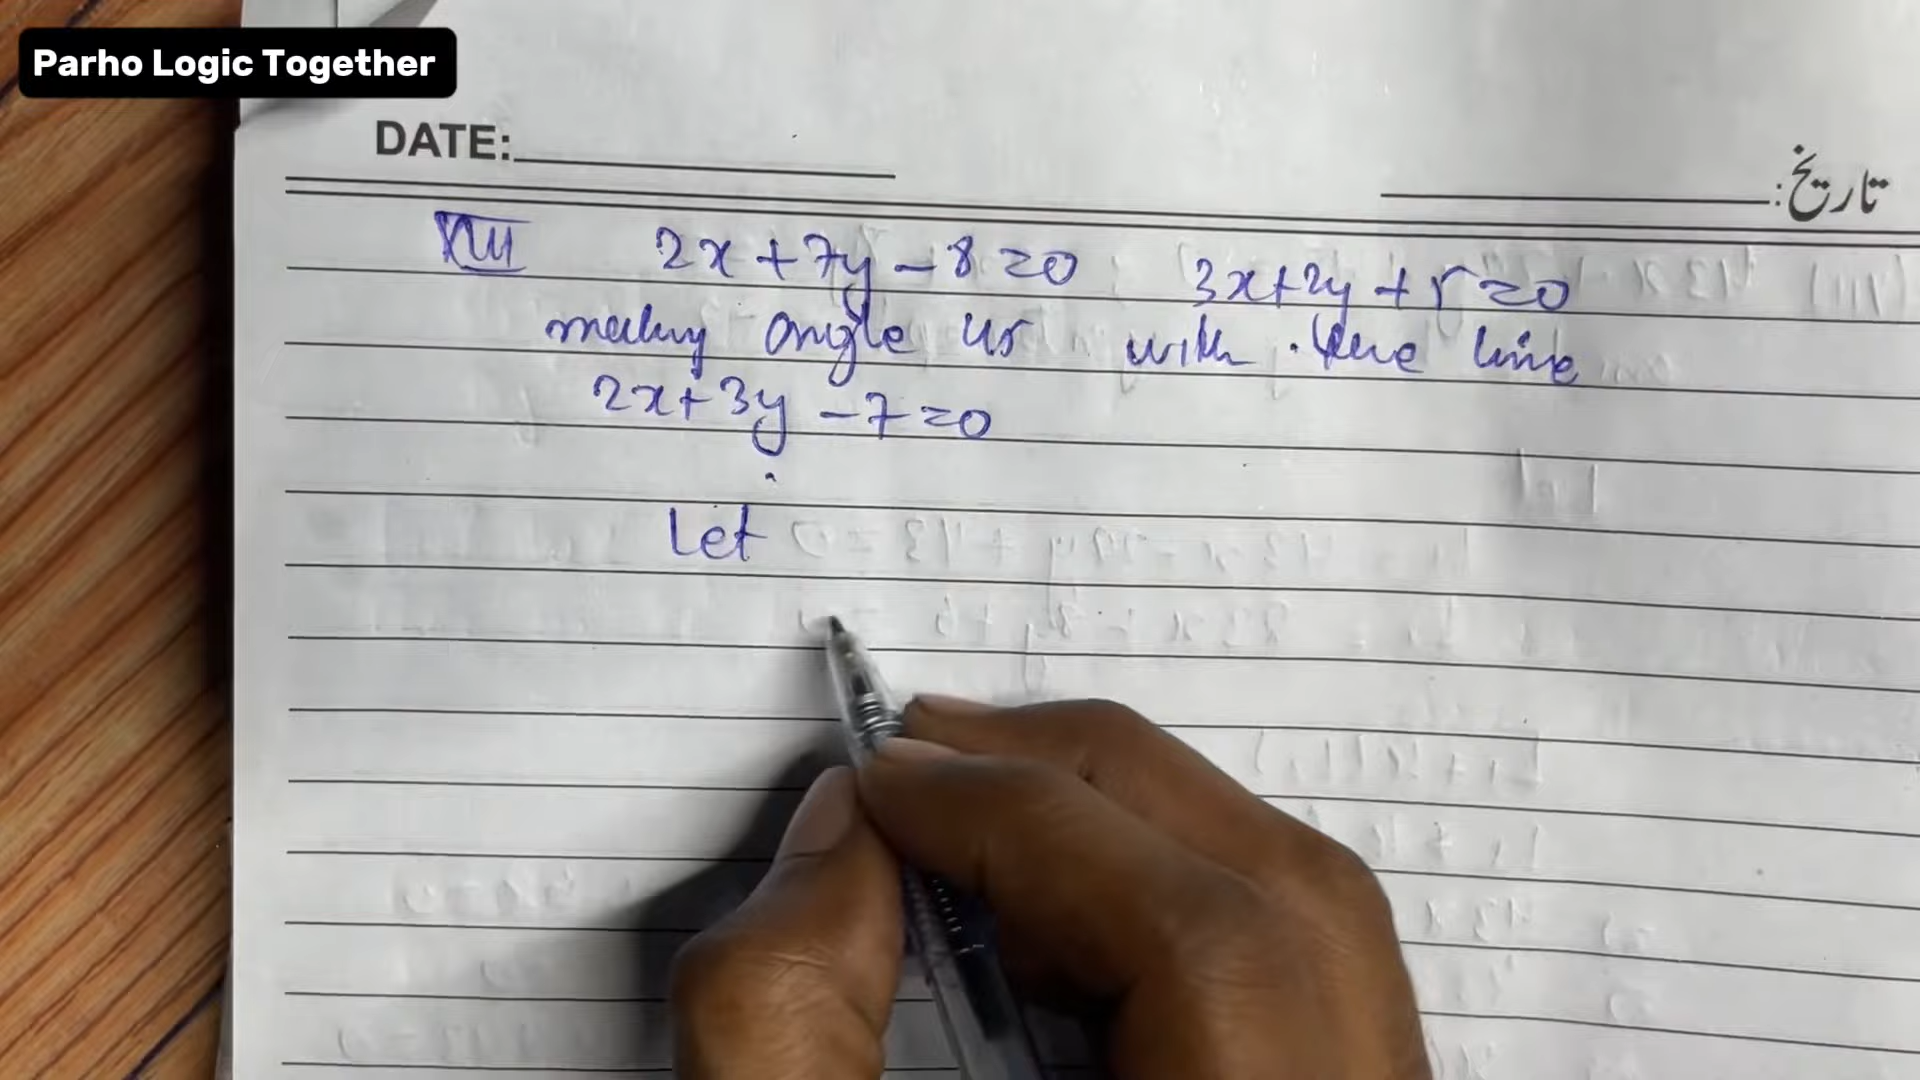 Parho Logic Together
DATE:
تاریخ:
2x + 7y - 8 = 0 3x + 2y + 5 = 0
making angle 45 with the line
2x + 3y - 7 = 0
Let